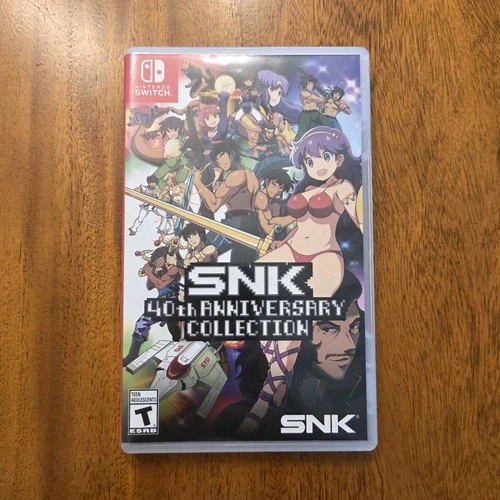 NINTENDO
SWITCH
SNK
40th ANNIVERSARY
COLLECTION
TEEN
ADOLESCENTS
T
ESRB
SNK